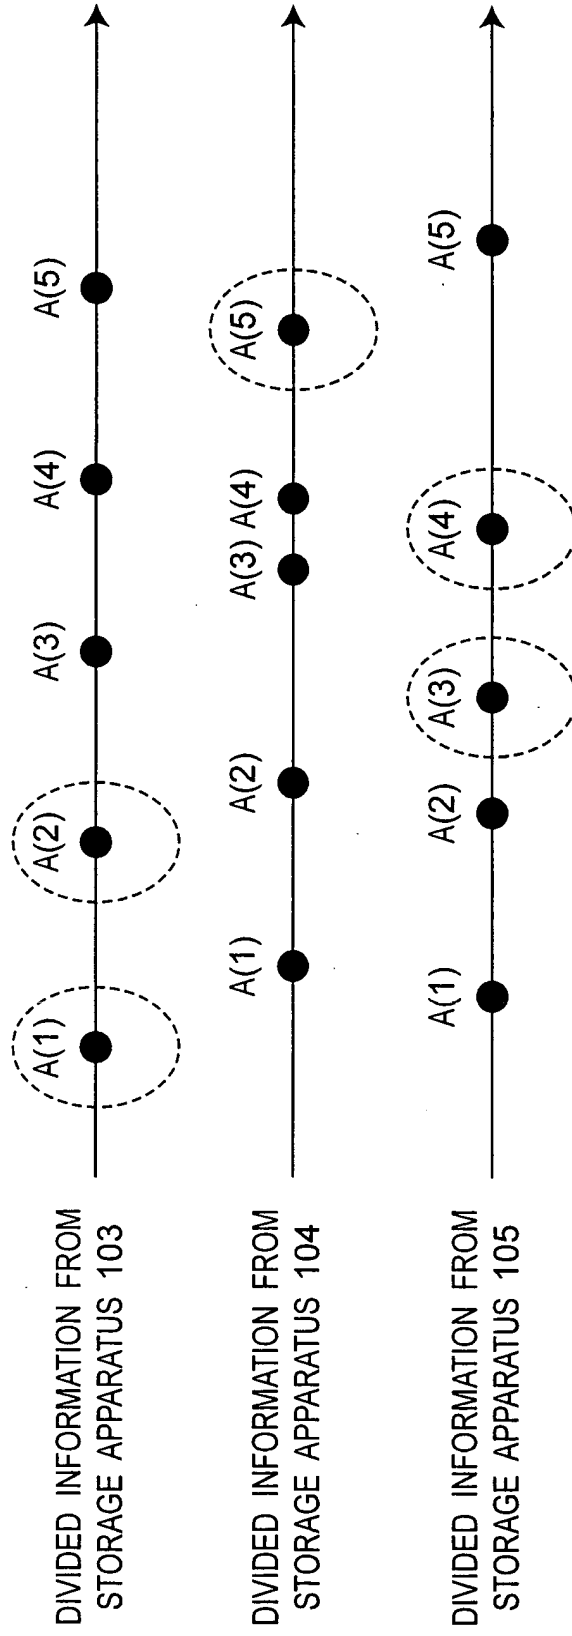 DIVIDED INFORMATION FROM
STORAGE APPARATUS 103
A(1)
A(2)
A(3)
A(4)
A(5)
DIVIDED INFORMATION FROM
STORAGE APPARATUS 104
A(1)
A(2)
A(3)
A(4)
A(5)
DIVIDED INFORMATION FROM
STORAGE APPARATUS 105
A(1)
A(2)
A(3)
A(4)
A(5)